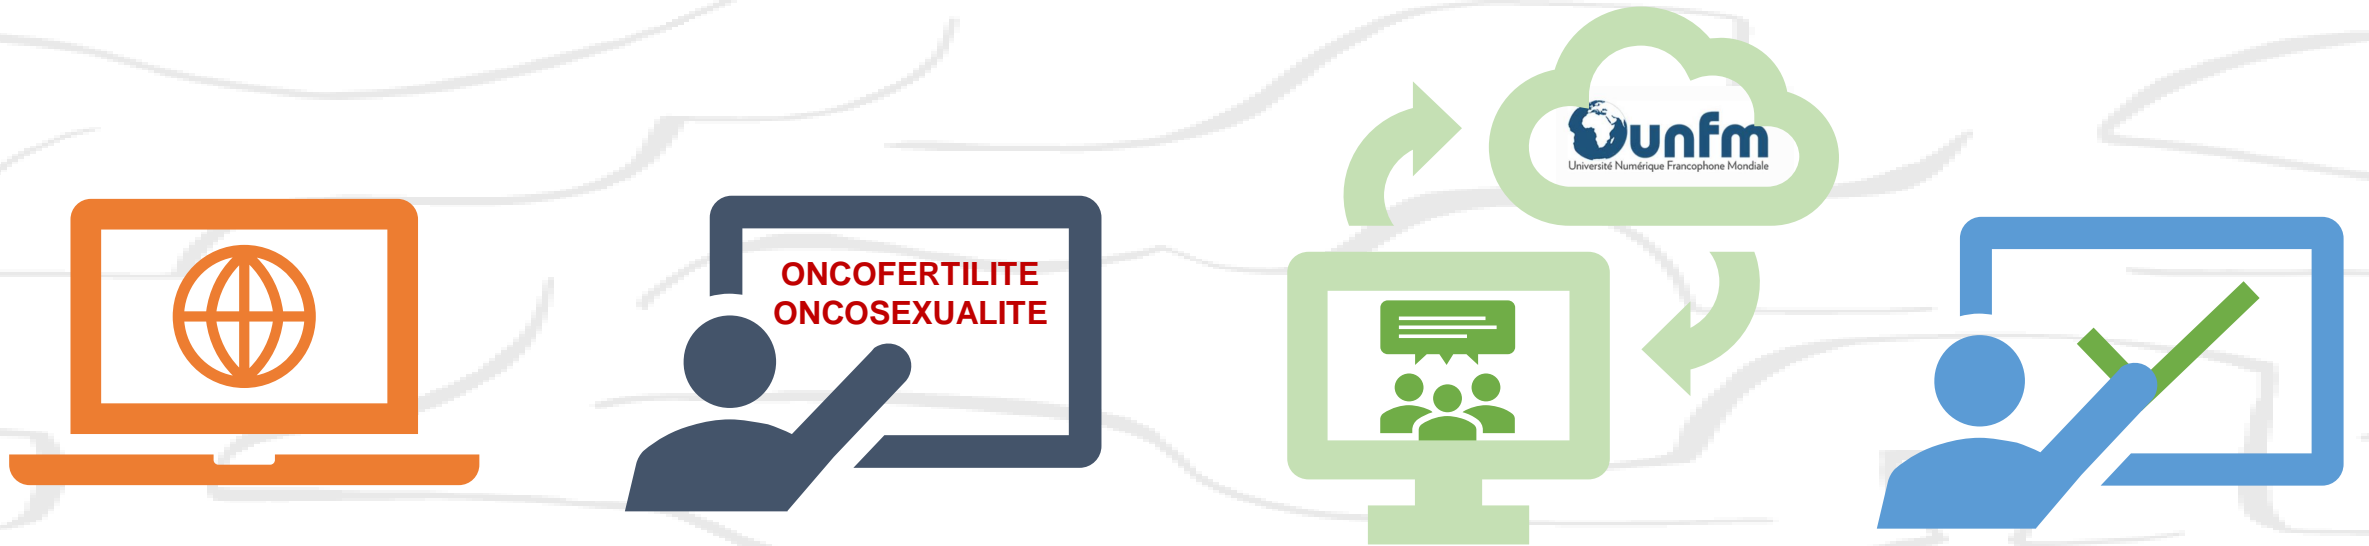 ONCOFERTILITE
ONCOSEXUALITE
unfm
Université Numérique Francophone Mondiale